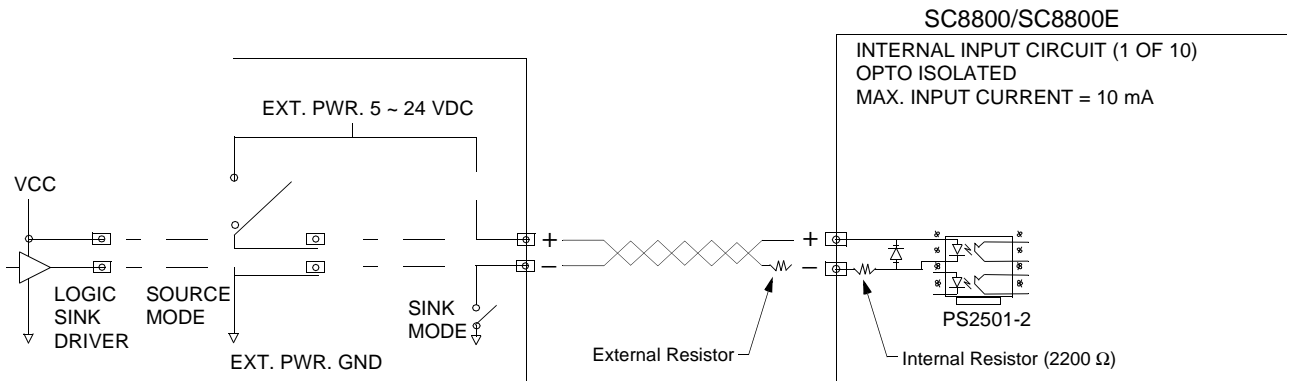 SC8800/SC8800E
INTERNAL INPUT CIRCUIT (1 OF 10)
OPTO ISOLATED
MAX. INPUT CURRENT = 10 mA
EXT. PWR. 5 ~ 24 VDC
VCC
+ + +
− −
LOGIC
SINK
DRIVER
SOURCE
MODE
SINK
MODE
EXT. PWR. GND
External Resistor
Internal Resistor (2200 Ω)
PS2501-2